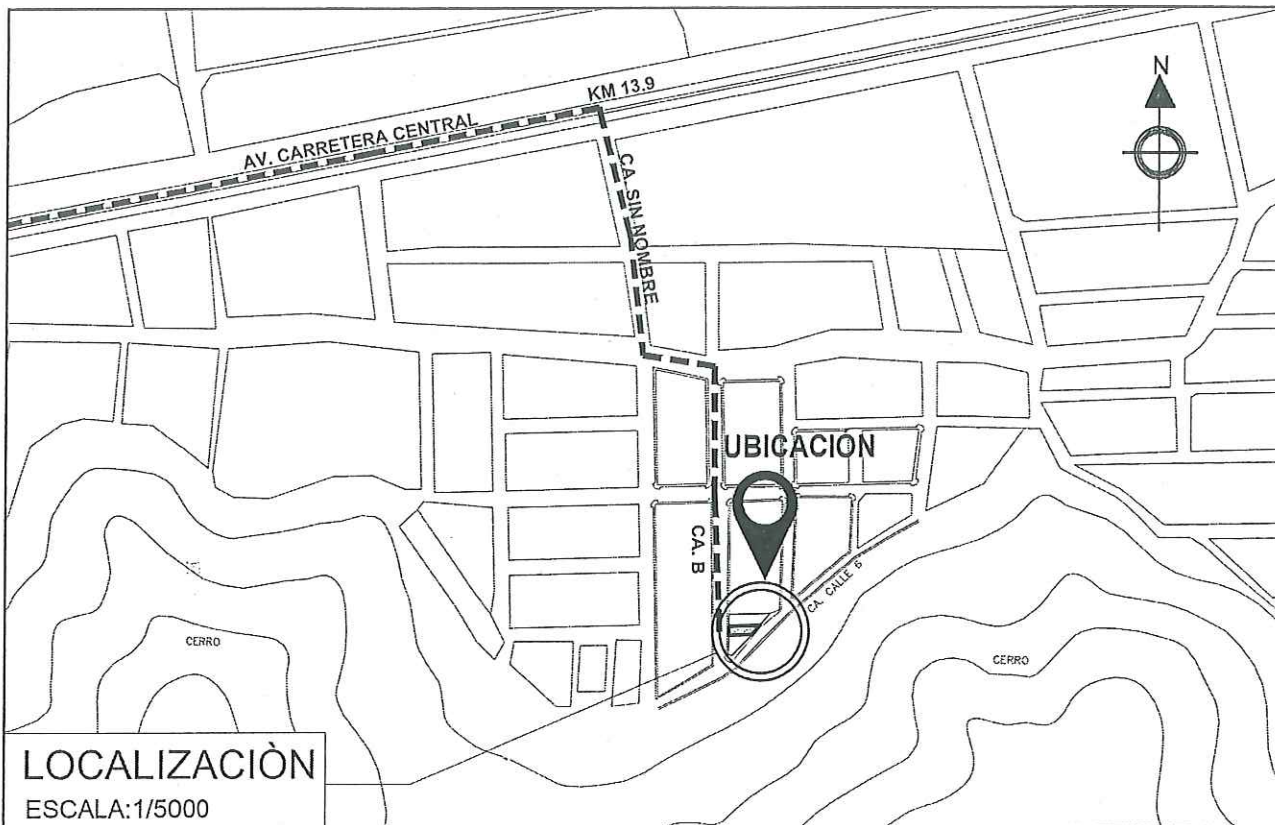 KM 13.9
N
AV. CARRETERA CENTRAL
CA. SIN NOMBRE
UBICACION
CA. B
CA. CALLE 6
CERRO
CERRO
LOCALIZACIÒN
ESCALA:1/5000